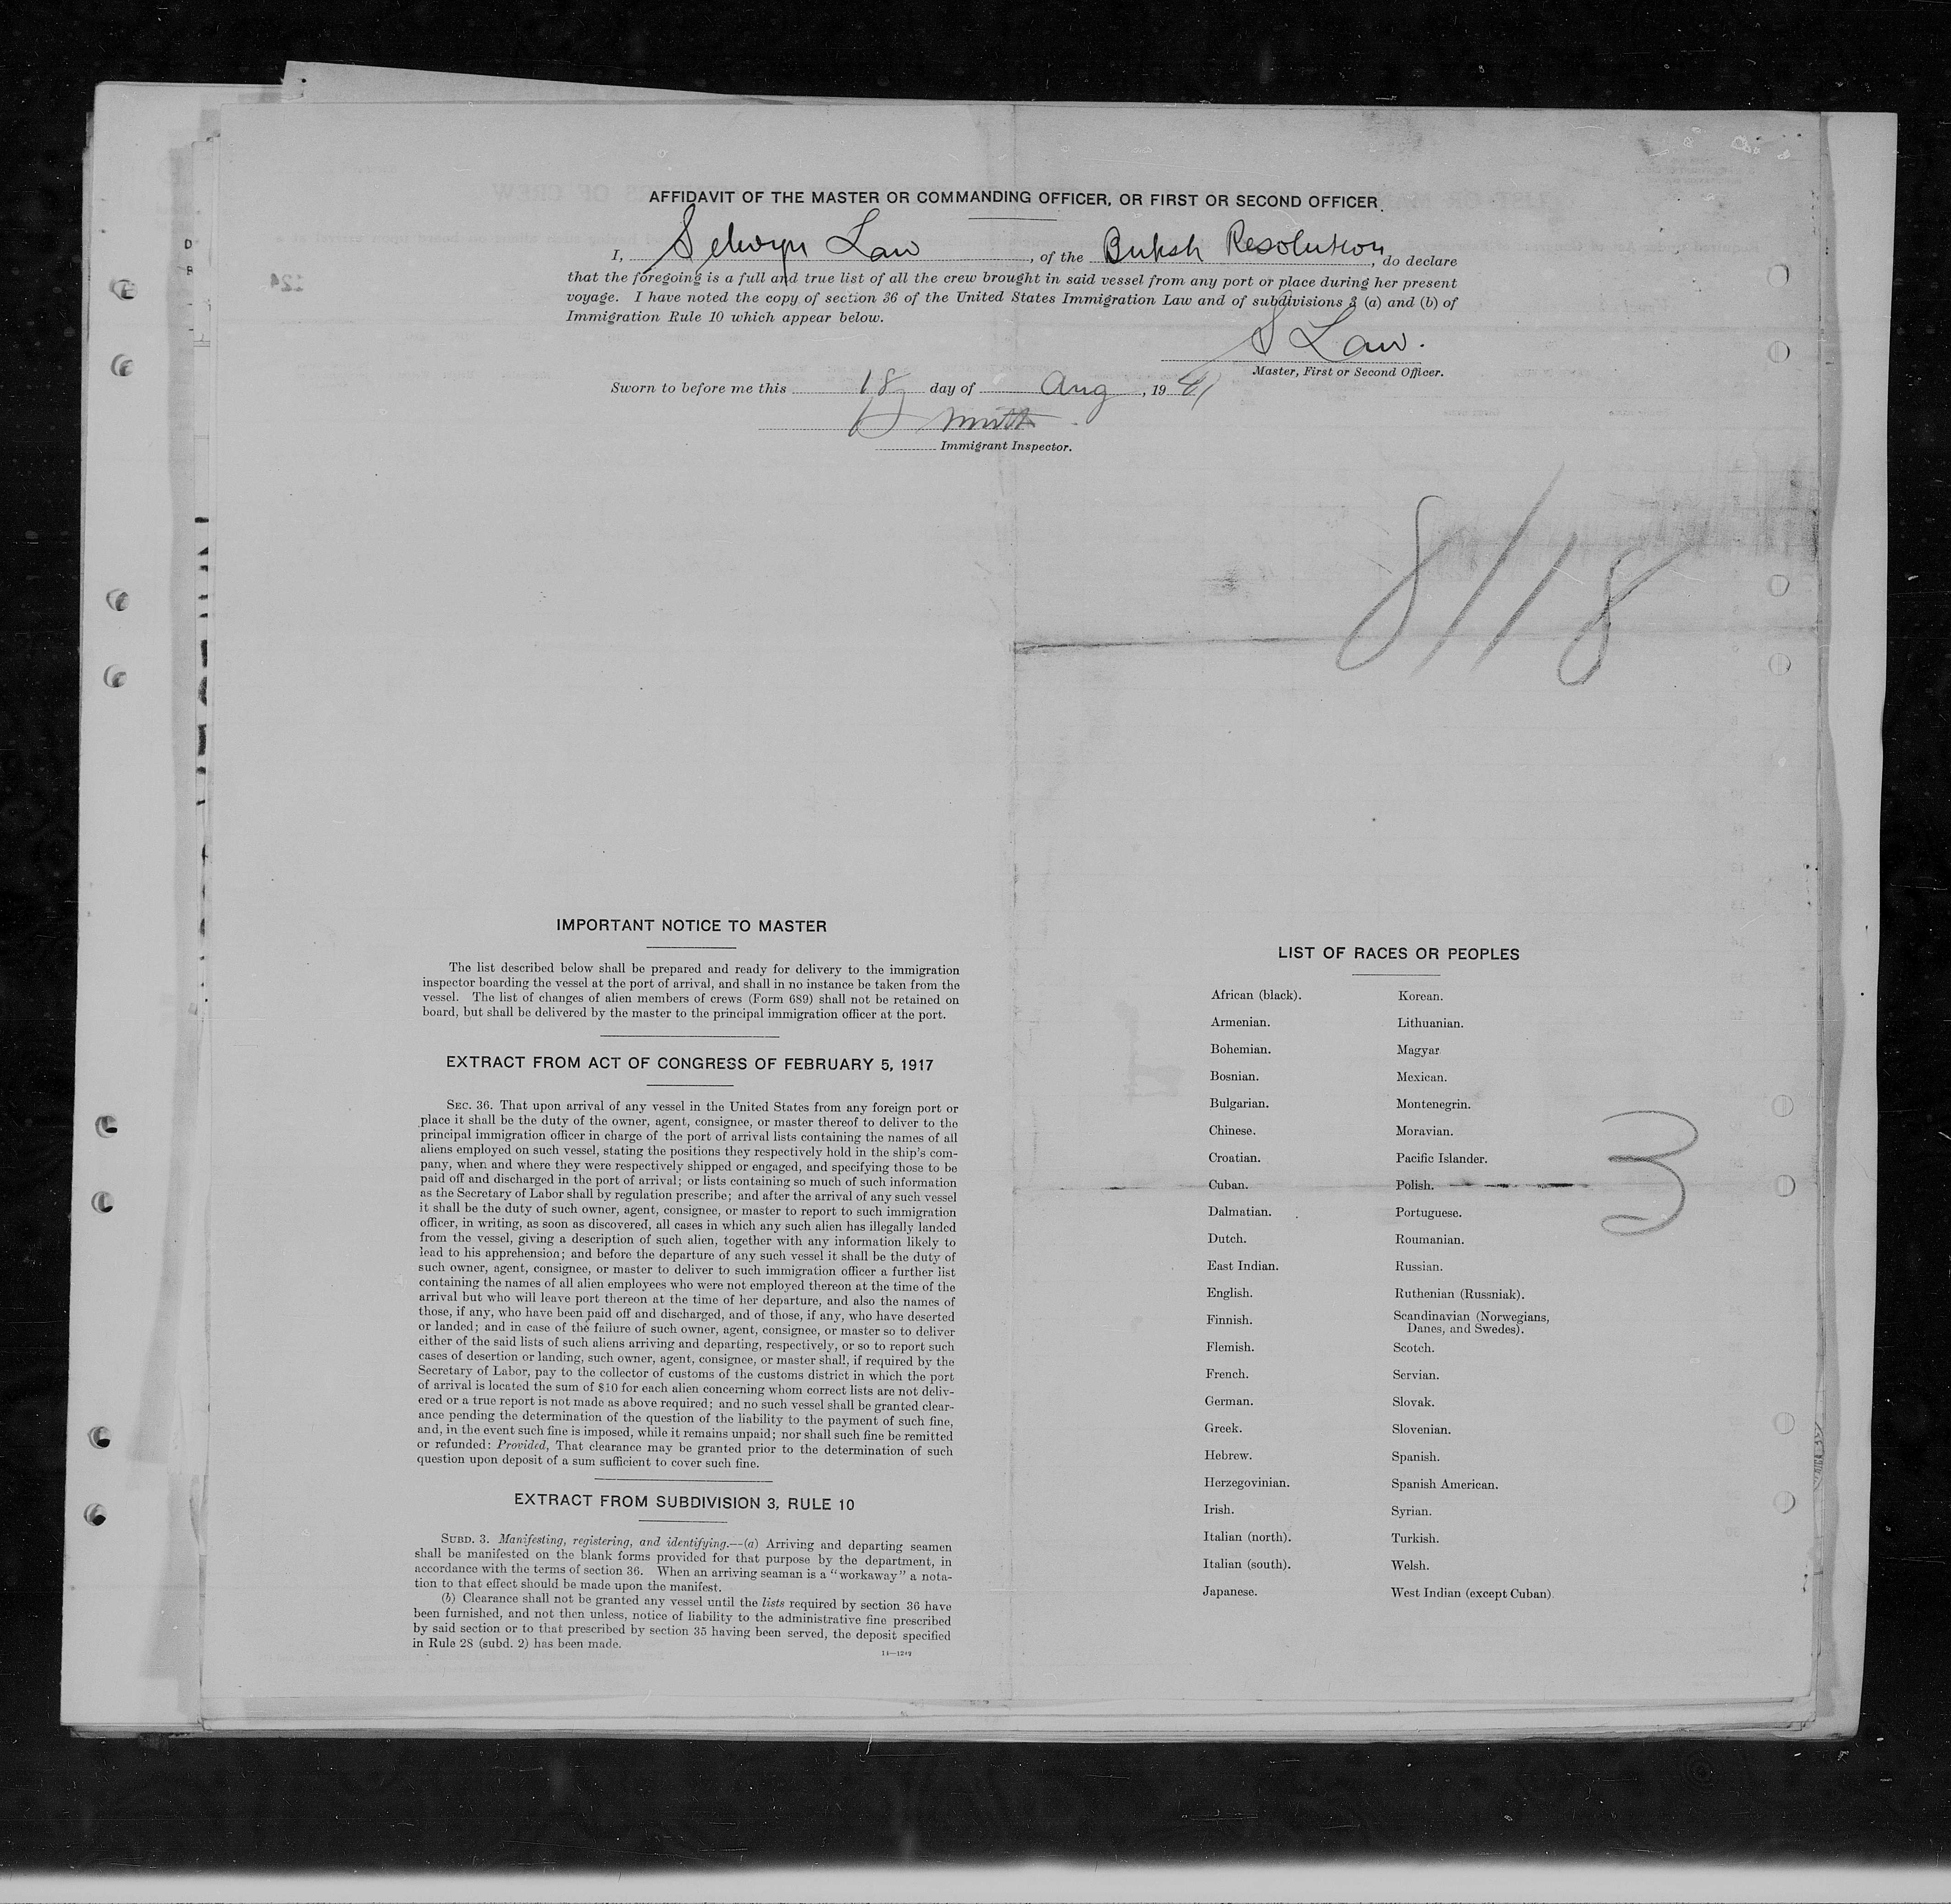 AFFIDAVIT OF THE MASTER OR COMMANDING OFFICER, OR FIRST OR SECOND OFFICER
I, Selwyn Law, of the British Resolution, do declare
that the foregoing is a full and true list of all the crew brought in said vessel from any port or place during her present
voyage. I have noted the copy of section 36 of the United States Immigration Law and of subdivisions 3 (a) and (b) of
Immigration Rule 10 which appear below.
S Law.
Master, First or Second Officer.
Sworn to before me this 18 day of Aug, 1941
Smith
Immigrant Inspector.
8/18
IMPORTANT NOTICE TO MASTER
The list described below shall be prepared and ready for delivery to the immigration
inspector boarding the vessel at the port of arrival, and shall in no instance be taken from the
vessel. The list of changes of alien members of crews (Form 689) shall not be retained on
board, but shall be delivered by the master to the principal immigration officer at the port.
EXTRACT FROM ACT OF CONGRESS OF FEBRUARY 5, 1917
SEC. 36. That upon arrival of any vessel in the United States from any foreign port or
place it shall be the duty of the owner, agent, consignee, or master thereof to deliver to the
principal immigration officer in charge of the port of arrival lists containing the names of all
aliens employed on such vessel, stating the positions they respectively hold in the ship's com-
pany, when and where they were respectively shipped or engaged, and specifying those to be
paid off and discharged in the port of arrival; or lists containing so much of such information
as the Secretary of Labor shall by regulation prescribe; and after the arrival of any such vessel
it shall be the duty of such owner, agent, consignee, or master to report to such immigration
officer, in writing, as soon as discovered, all cases in which any such alien has illegally landed
from the vessel, giving a description of such alien, together with any information likely to
lead to his apprehension; and before the departure of any such vessel it shall be the duty of
such owner, agent, consignee, or master to deliver to such immigration officer a further list
containing the names of all alien employees who were not employed thereon at the time of the
arrival but who will leave port thereon at the time of her departure, and also the names of
those, if any, who have been paid off and discharged, and of those, if any, who have deserted
or landed; and in case of the failure of such owner, agent, consignee, or master so to deliver
either of the said lists of such aliens arriving and departing, respectively, or so to report such
cases of desertion or landing, such owner, agent, consignee, or master shall, if required by the
Secretary of Labor, pay to the collector of customs of the customs district in which the port
of arrival is located the sum of $10 for each alien concerning whom correct lists are not deliv-
ered or a true report is not made as above required; and no such vessel shall be granted clear-
ance pending the determination of the question of the liability to the payment of such fine,
and, in the event such fine is imposed, while it remains unpaid; nor shall such fine be remitted
or refunded: Provided, That clearance may be granted prior to the determination of such
question upon deposit of a sum sufficient to cover such fine.
EXTRACT FROM SUBDIVISION 3, RULE 10
SUBD. 3. Manifesting, registering, and identifying.—(a) Arriving and departing seamen
shall be manifested on the blank forms provided for that purpose by the department, in
accordance with the terms of section 36. When an arriving seaman is a "workaway" a nota-
tion to that effect should be made upon the manifest.
(b) Clearance shall not be granted any vessel until the lists required by section 36 have
been furnished, and not then unless, notice of liability to the administrative fine prescribed
by said section or to that prescribed by section 35 having been served, the deposit specified
in Rule 28 (subd. 2) has been made.
14—1249
LIST OF RACES OR PEOPLES
African (black). Korean.
Armenian. Lithuanian.
Bohemian. Magyar
Bosnian. Mexican.
Bulgarian. Montenegrin.
Chinese. Moravian.
Croatian. Pacific Islander.
Cuban. Polish.
Dalmatian. Portuguese.
Dutch. Roumanian.
East Indian. Russian.
English. Ruthenian (Russniak).
Finnish. Scandinavian (Norwegians,
Danes, and Swedes).
Flemish. Scotch.
French. Servian.
German. Slovak.
Greek. Slovenian.
Hebrew. Spanish.
Herzegovinian. Spanish American.
Irish. Syrian.
Italian (north). Turkish.
Italian (south). Welsh.
Japanese. West Indian (except Cuban)
3